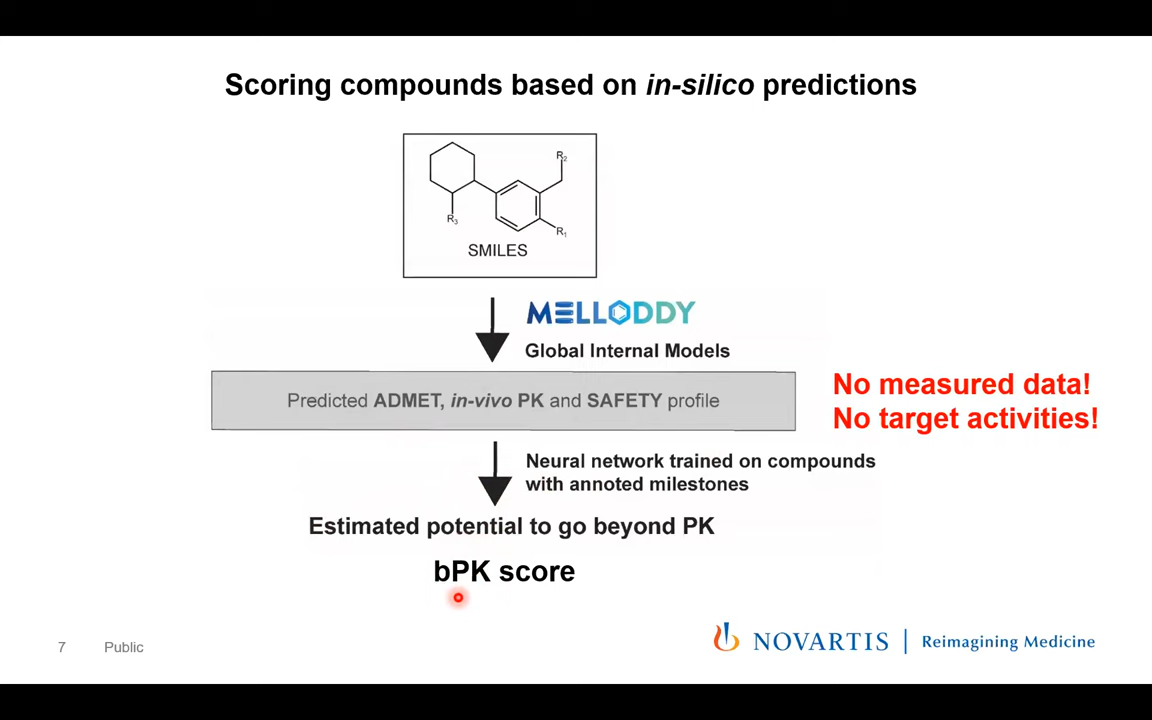 Scoring compounds based on in-silico predictions
R2
R3
R1
SMILES
MELLODDY
Global Internal Models
Predicted ADMET, in-vivo PK and SAFETY profile
No measured data!
No target activities!
Neural network trained on compounds
with annoted milestones
Estimated potential to go beyond PK
bPK score
7 Public
NOVARTIS | Reimagining Medicine